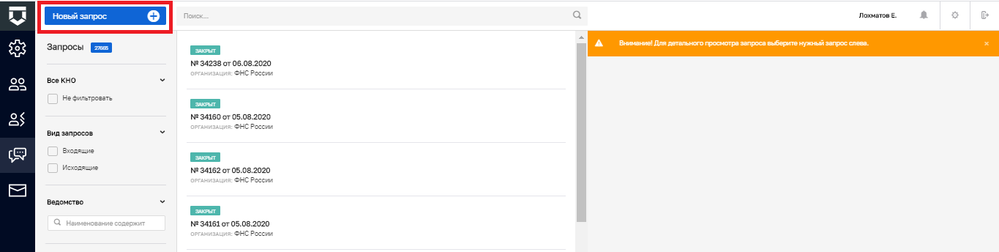 Новый запрос
Поиск...
Лохматов Е.
Запросы 27665
Все КНО
Не фильтровать
Вид запросов
Входящие
Исходящие
Ведомство
Наименование содержит
ЗАКРЫТ
№ 34238 от 06.08.2020
ОРГАНИЗАЦИЯ: ФНС России
ЗАКРЫТ
№ 34160 от 05.08.2020
ОРГАНИЗАЦИЯ: ФНС России
ЗАКРЫТ
№ 34162 от 05.08.2020
ОРГАНИЗАЦИЯ: ФНС России
ЗАКРЫТ
№ 34161 от 05.08.2020
ОРГАНИЗАЦИЯ: ФНС России
Внимание! Для детального просмотра запроса выберите нужный запрос слева.